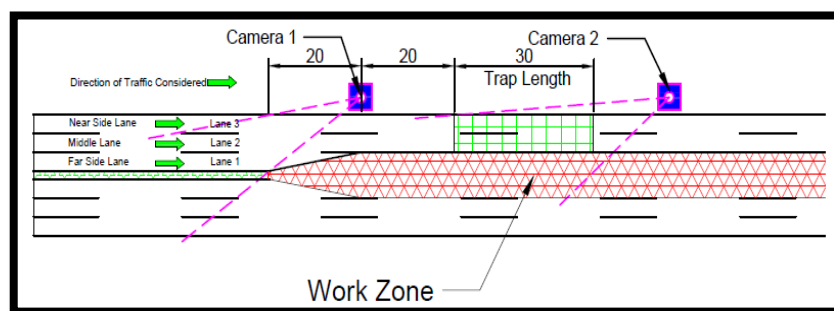 Camera 1
Camera 2
20
20
30
Trap Length
Direction of Traffic Considered
Near Side Lane
Lane 3
Middle Lane
Lane 2
Far Side Lane
Lane 1
Work Zone